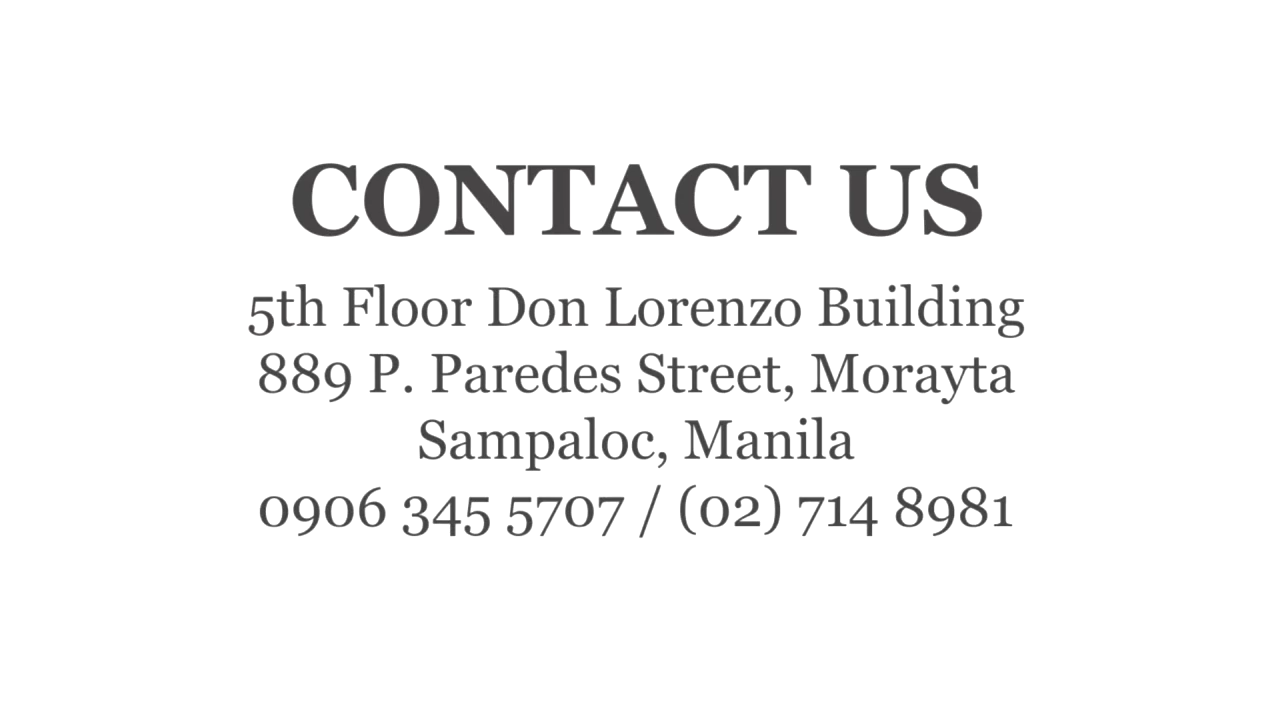 CONTACT US
5th Floor Don Lorenzo Building
889 P. Paredes Street, Morayta
Sampaloc, Manila
0906 345 5707 / (02) 714 8981